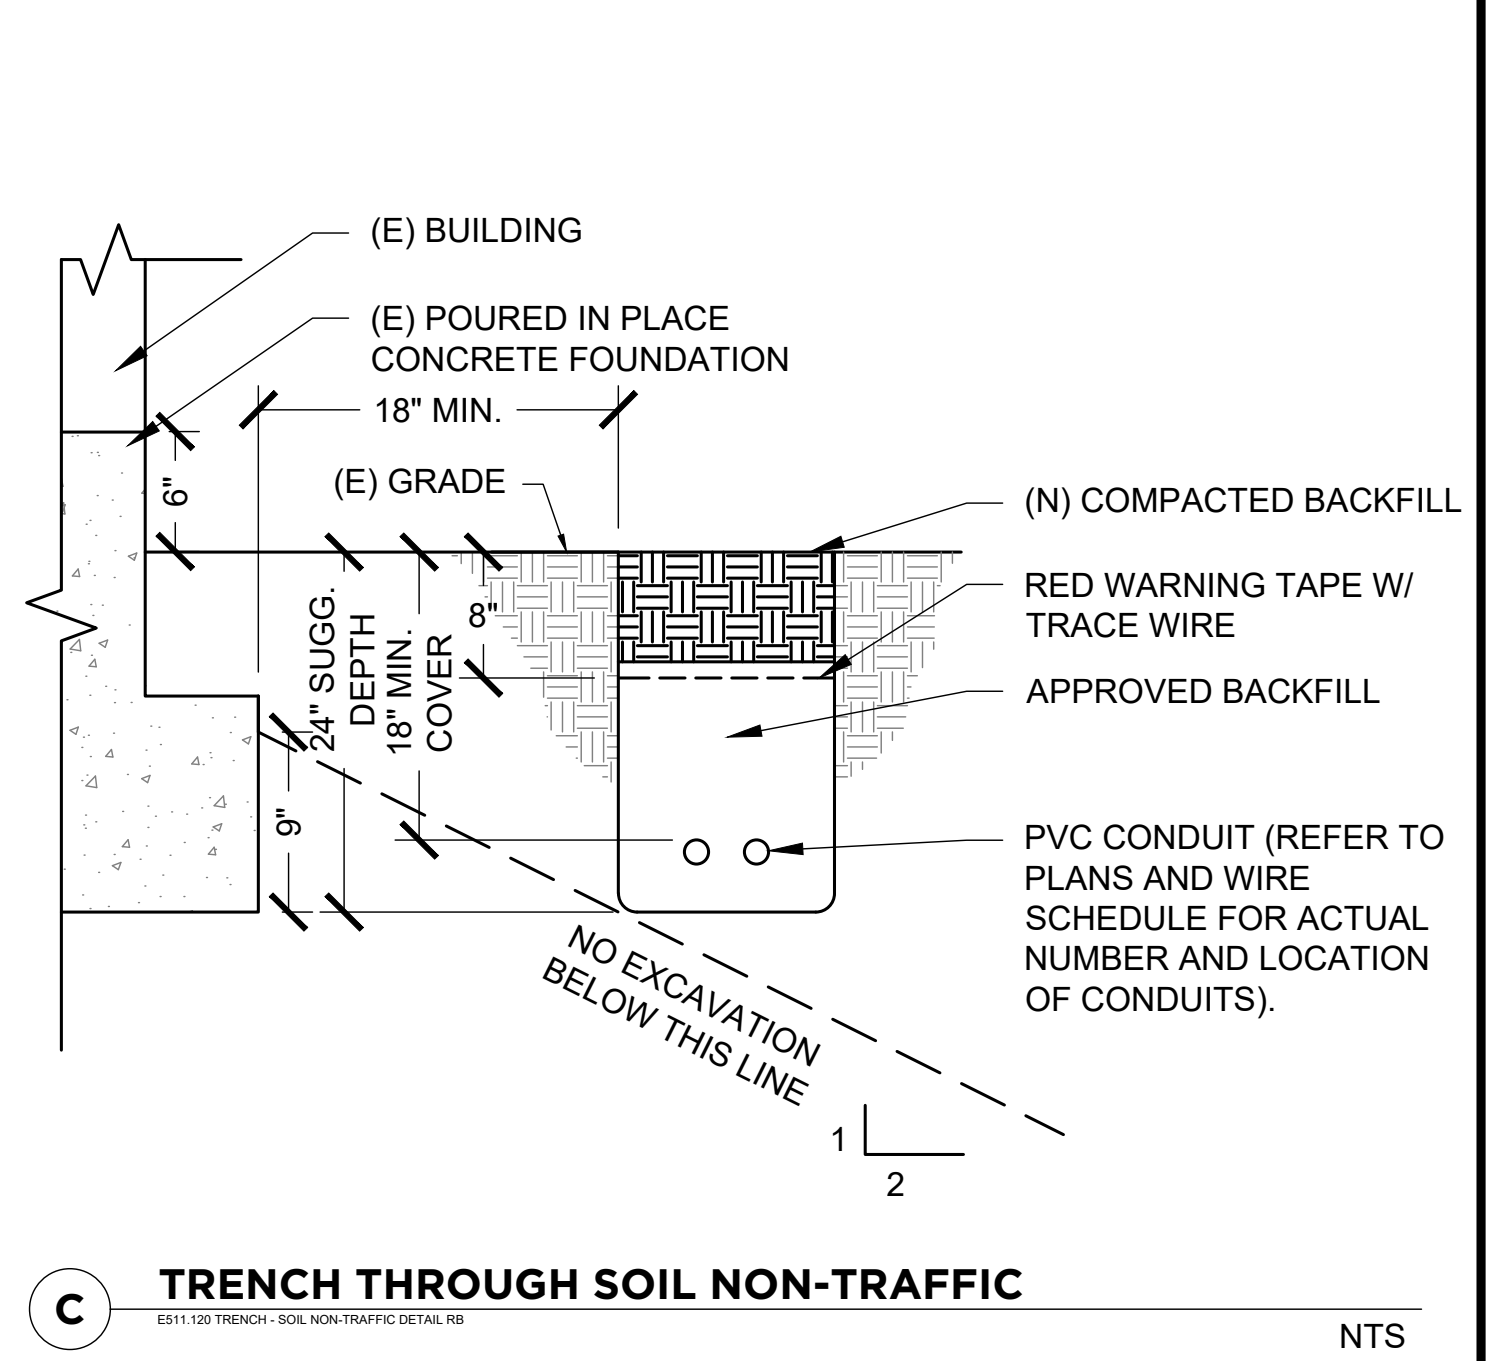 (E) BUILDING
(E) POURED IN PLACE
CONCRETE FOUNDATION
18" MIN.
6"
(E) GRADE
(N) COMPACTED BACKFILL
RED WARNING TAPE W/
TRACE WIRE
8"
24" SUGG.
DEPTH
18" MIN.
COVER
APPROVED BACKFILL
9"
PVC CONDUIT (REFER TO
PLANS AND WIRE
SCHEDULE FOR ACTUAL
NUMBER AND LOCATION
OF CONDUITS).
NO EXCAVATION
BELOW THIS LINE
1
2
C
TRENCH THROUGH SOIL NON-TRAFFIC
E511.120 TRENCH - SOIL NON-TRAFFIC DETAIL RB
NTS